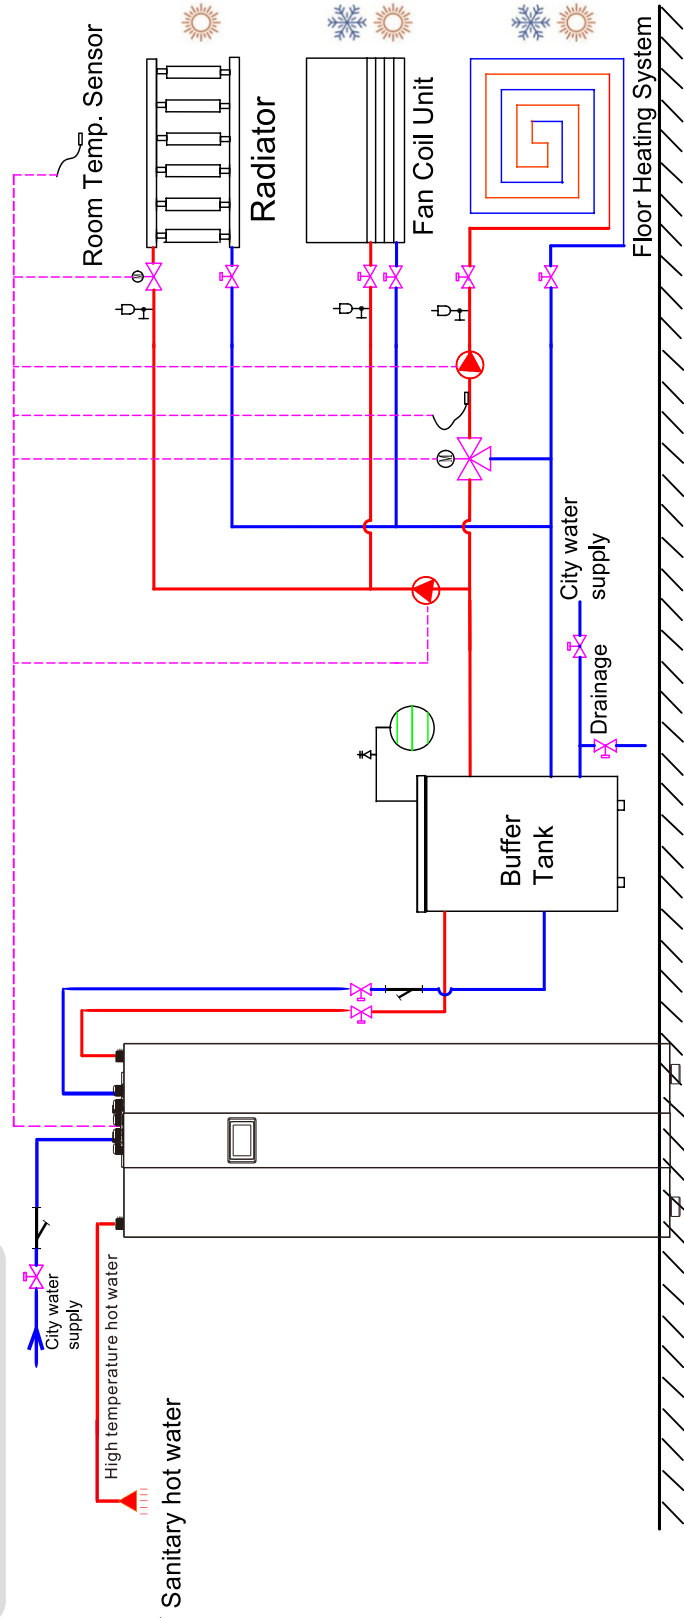 Room Temp. Sensor
Radiator
Fan Coil Unit
Floor Heating System
City water
supply
Drainage
Buffer
Tank
City water
supply
High temperature hot water
Sanitary hot water